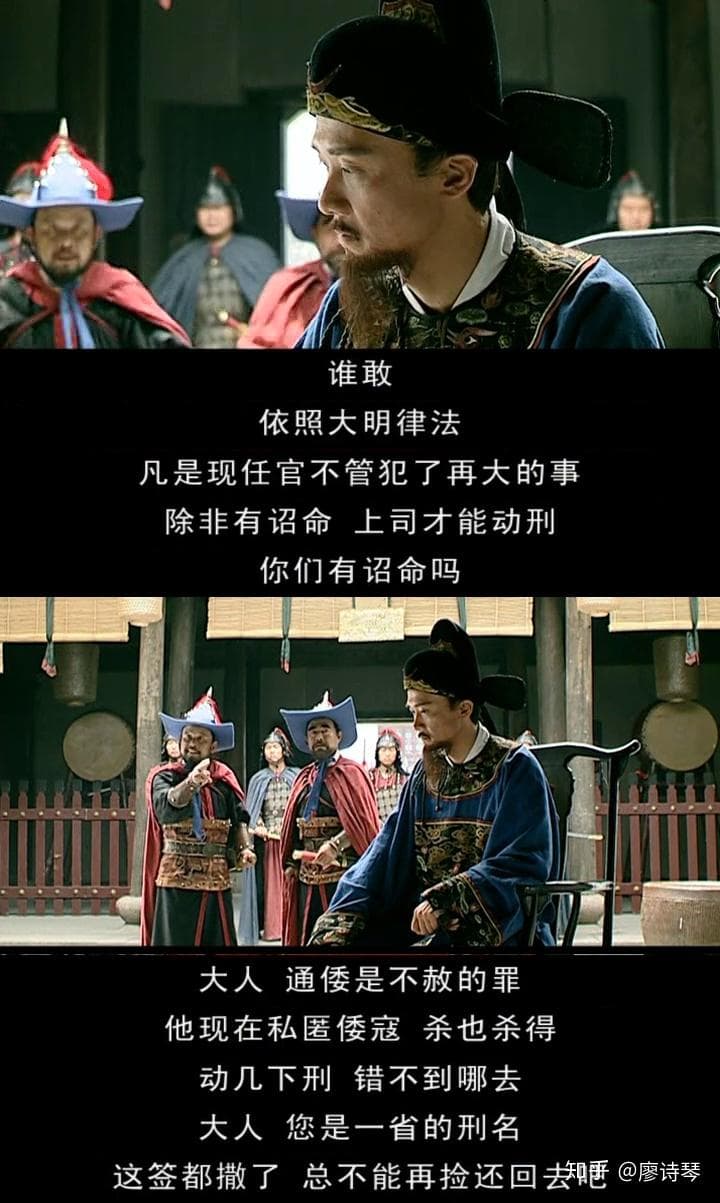 谁敢
依照大明律法
凡是现任官不管犯了再大的事
除非有诏命 上司才能动刑
你们有诏命吗
大人 通倭是不赦的罪
他现在私匿倭寇 杀也杀得
动几下刑 错不到哪去
大人 您是一省的刑名
这签都撒了 总不能再捡还回去吧
知乎 @廖诗琴